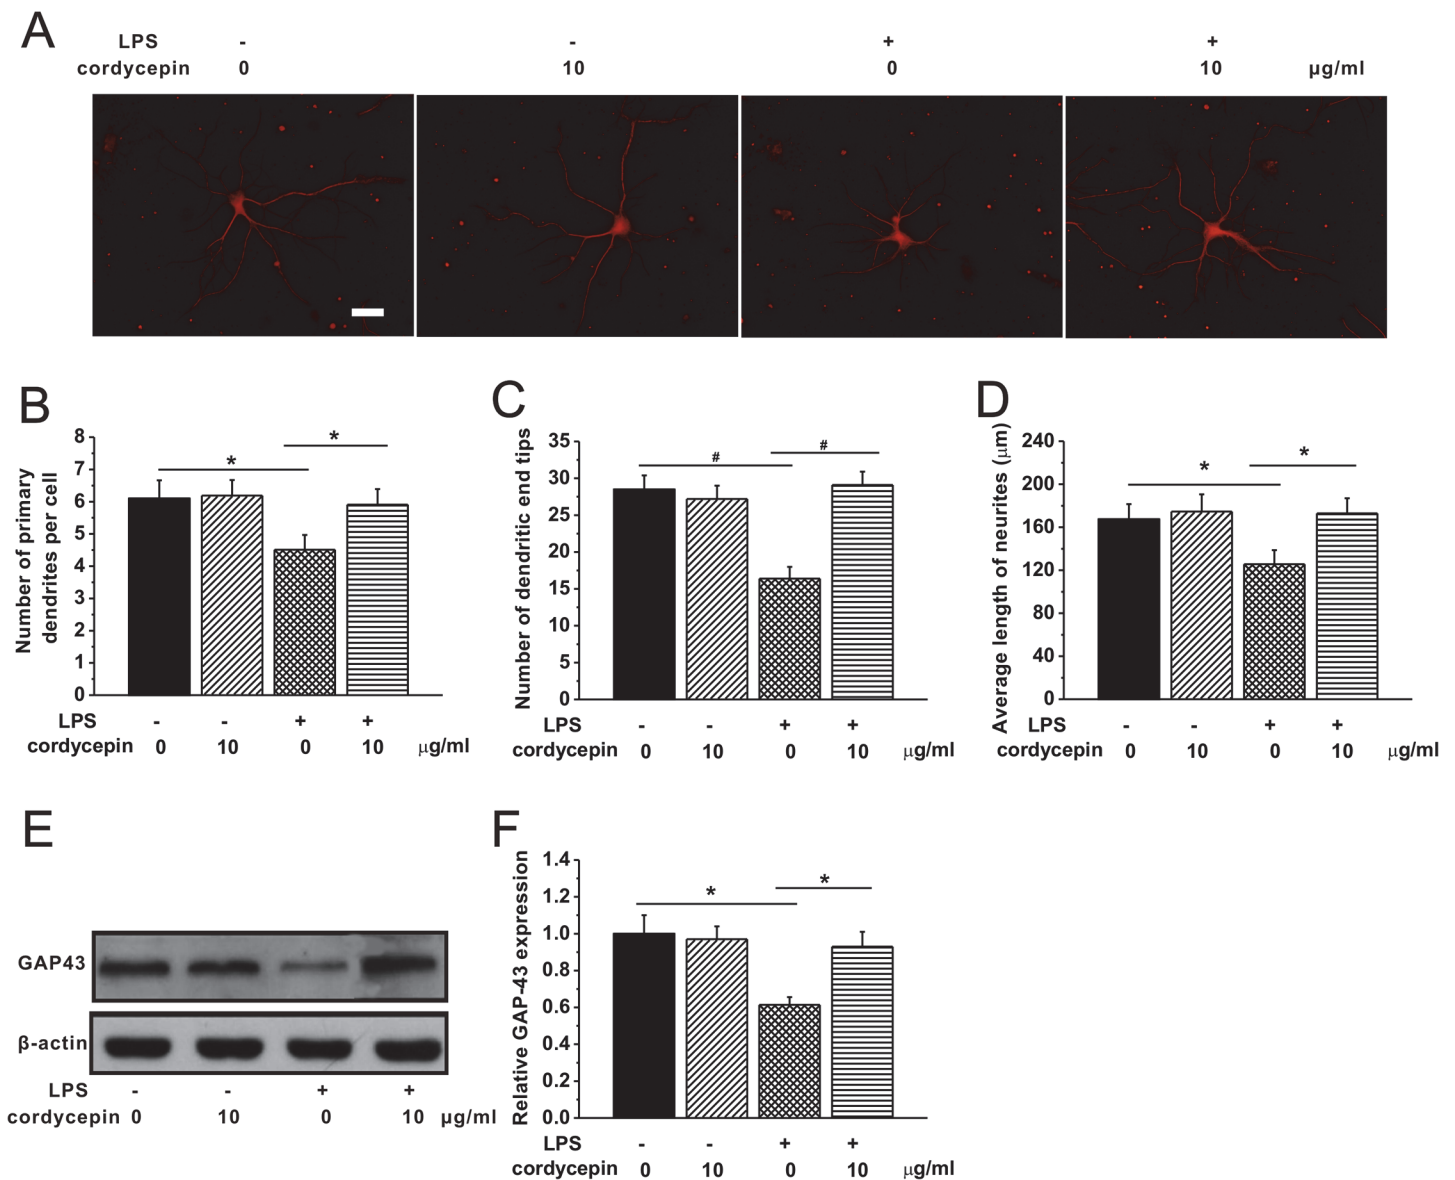 A
LPS - - + +
cordycepin 0 10 0 10 μg/ml
B
Number of primary
dendrites per cell
8
7
6
5
4
3
2
1
0
*
*
LPS - - + +
cordycepin 0 10 0 10 μg/ml
C
Number of dendritic end tips
35
30
25
20
15
10
5
0
#
#
LPS - - + +
cordycepin 0 10 0 10 μg/ml
D
Average length of neurites (μm)
240
200
160
120
80
40
0
*
*
LPS - - + +
cordycepin 0 10 0 10 μg/ml
E
GAP43
β-actin
LPS - - + +
cordycepin 0 10 0 10 μg/ml
F
Relative GAP-43 expression
1.4
1.2
1.0
0.8
0.6
0.4
0.2
0.0
*
*
LPS - - + +
cordycepin 0 10 0 10 μg/ml